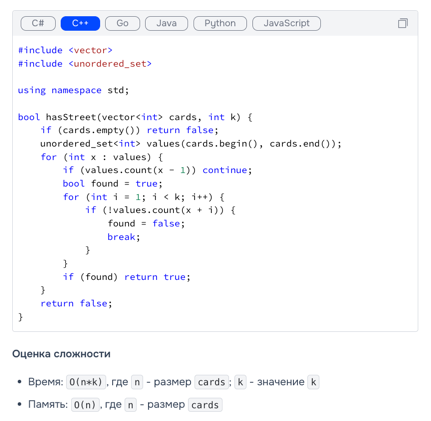 C# C++ Go Java Python JavaScript
#include <vector>
#include <unordered_set>
using namespace std;
bool hasStreet(vector<int> cards, int k) {
    if (cards.empty()) return false;
    unordered_set<int> values(cards.begin(), cards.end());
    for (int x : values) {
        if (values.count(x - 1)) continue;
        bool found = true;
        for (int i = 1; i < k; i++) {
            if (!values.count(x + i)) {
                found = false;
                break;
            }
        }
        if (found) return true;
    }
    return false;
}
Оценка сложности
• Время: O(n*k), где n - размер cards; k - значение k
• Память: O(n), где n - размер cards